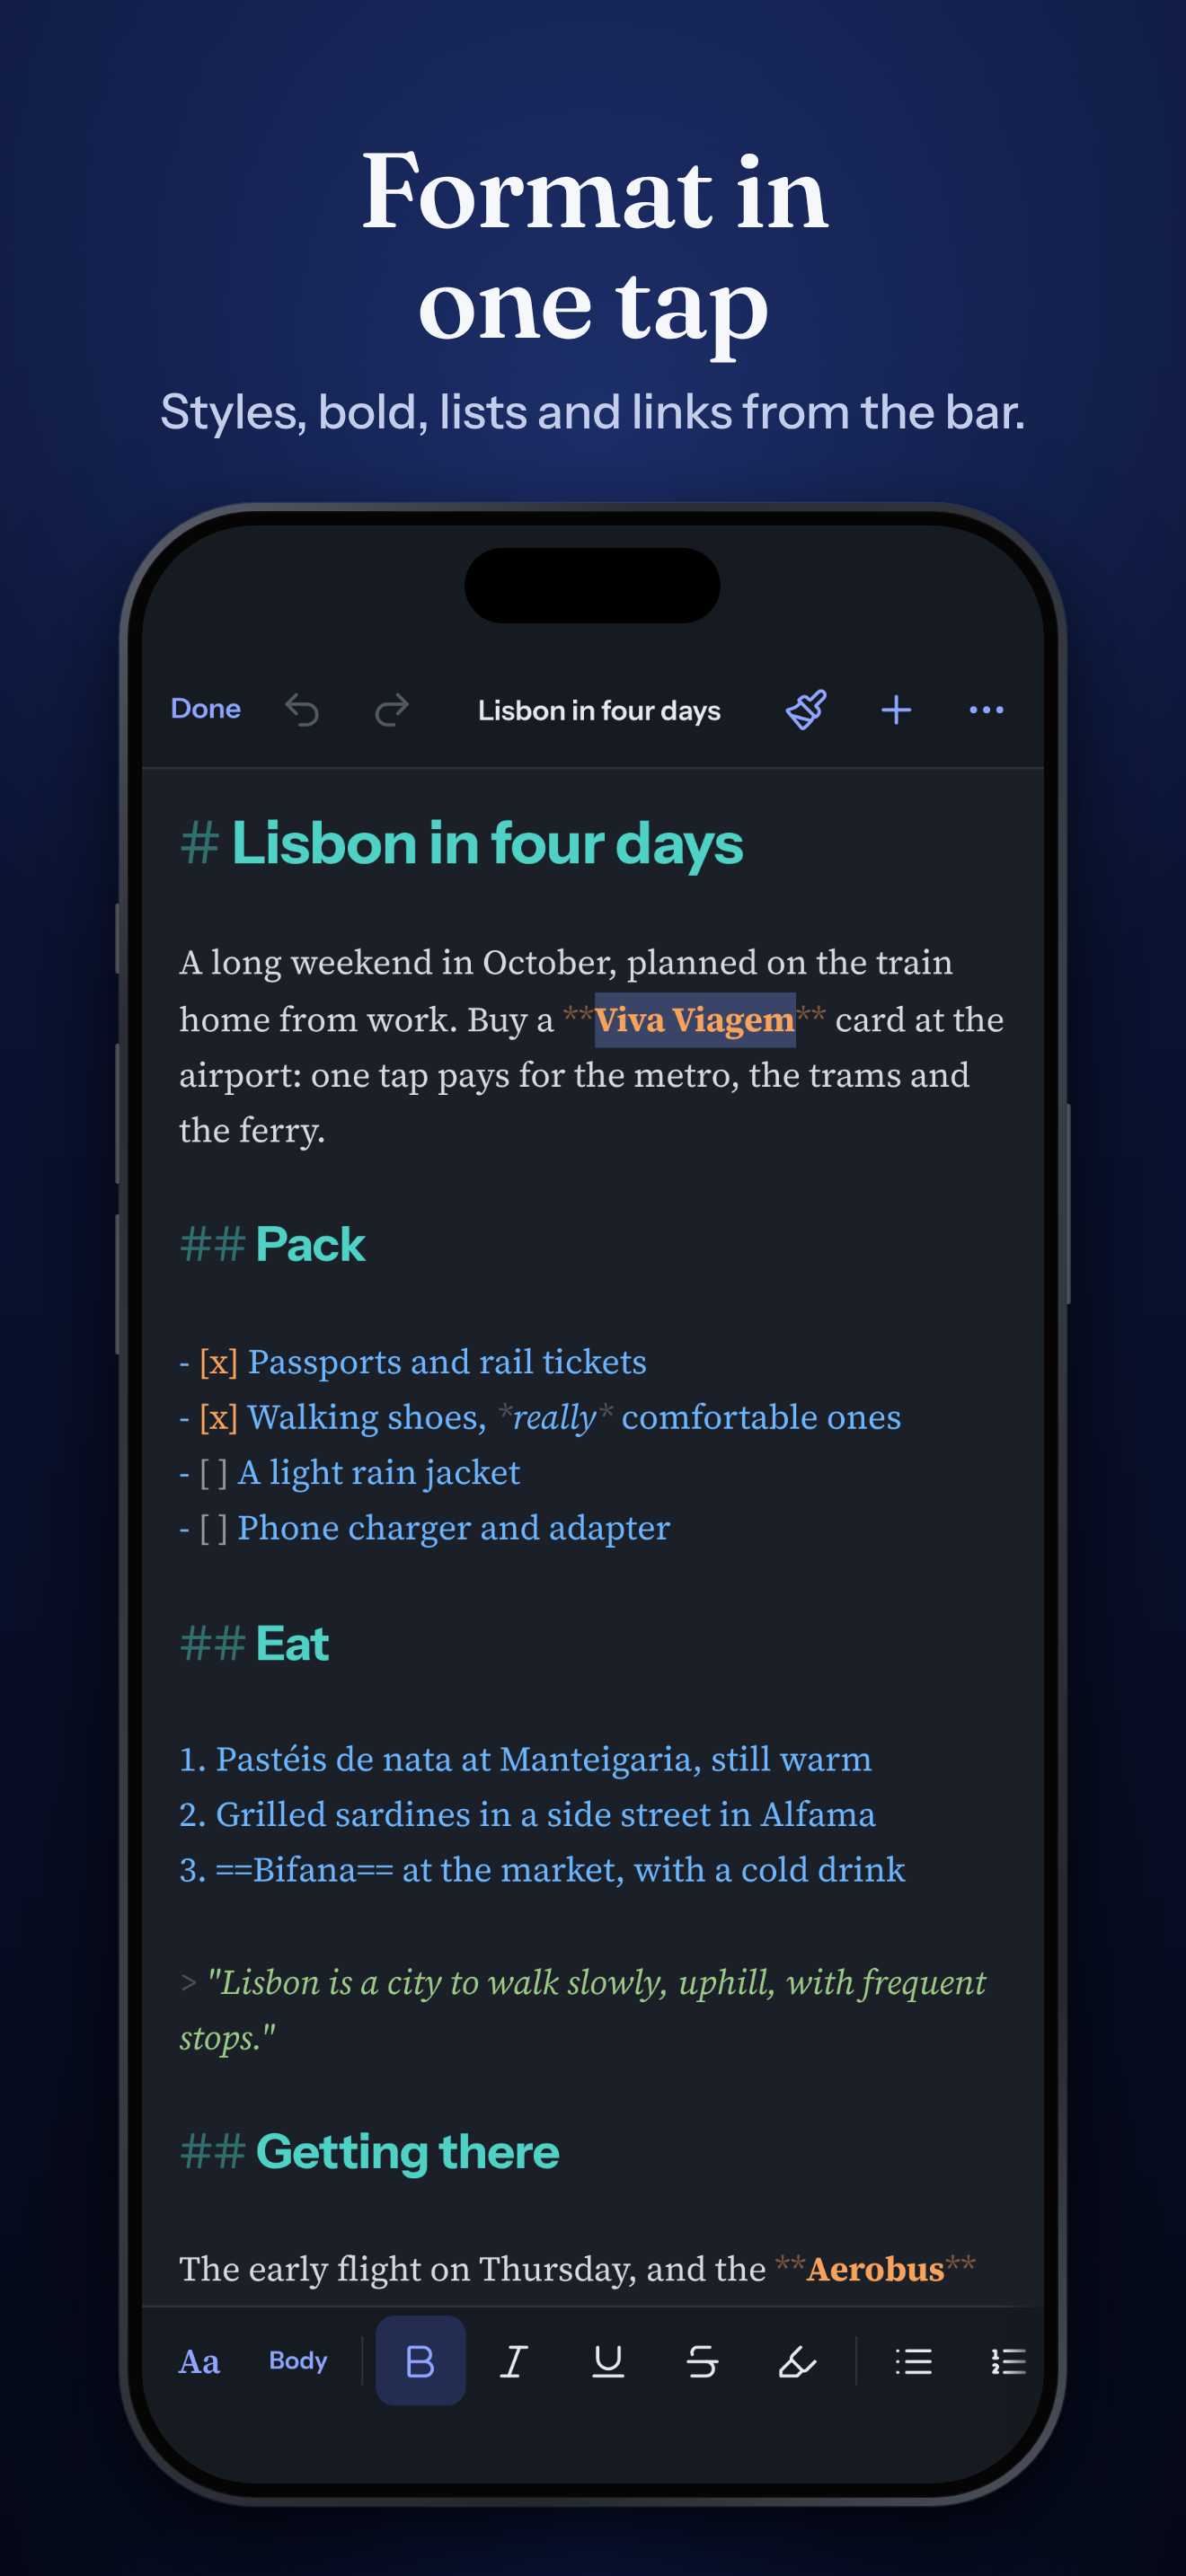 Format in
one tap
Styles, bold, lists and links from the bar.
Done
Lisbon in four days
# Lisbon in four days
A long weekend in October, planned on the train
home from work. Buy a **Viva Viagem** card at the
airport: one tap pays for the metro, the trams and
the ferry.
## Pack
- [x] Passports and rail tickets
- [x] Walking shoes, *really* comfortable ones
- [ ] A light rain jacket
- [ ] Phone charger and adapter
## Eat
1. Pastéis de nata at Manteigaria, still warm
2. Grilled sardines in a side street in Alfama
3. ==Bifana== at the market, with a cold drink
> "Lisbon is a city to walk slowly, uphill, with frequent
stops."
## Getting there
The early flight on Thursday, and the **Aerobus**
Aa Body B I U S